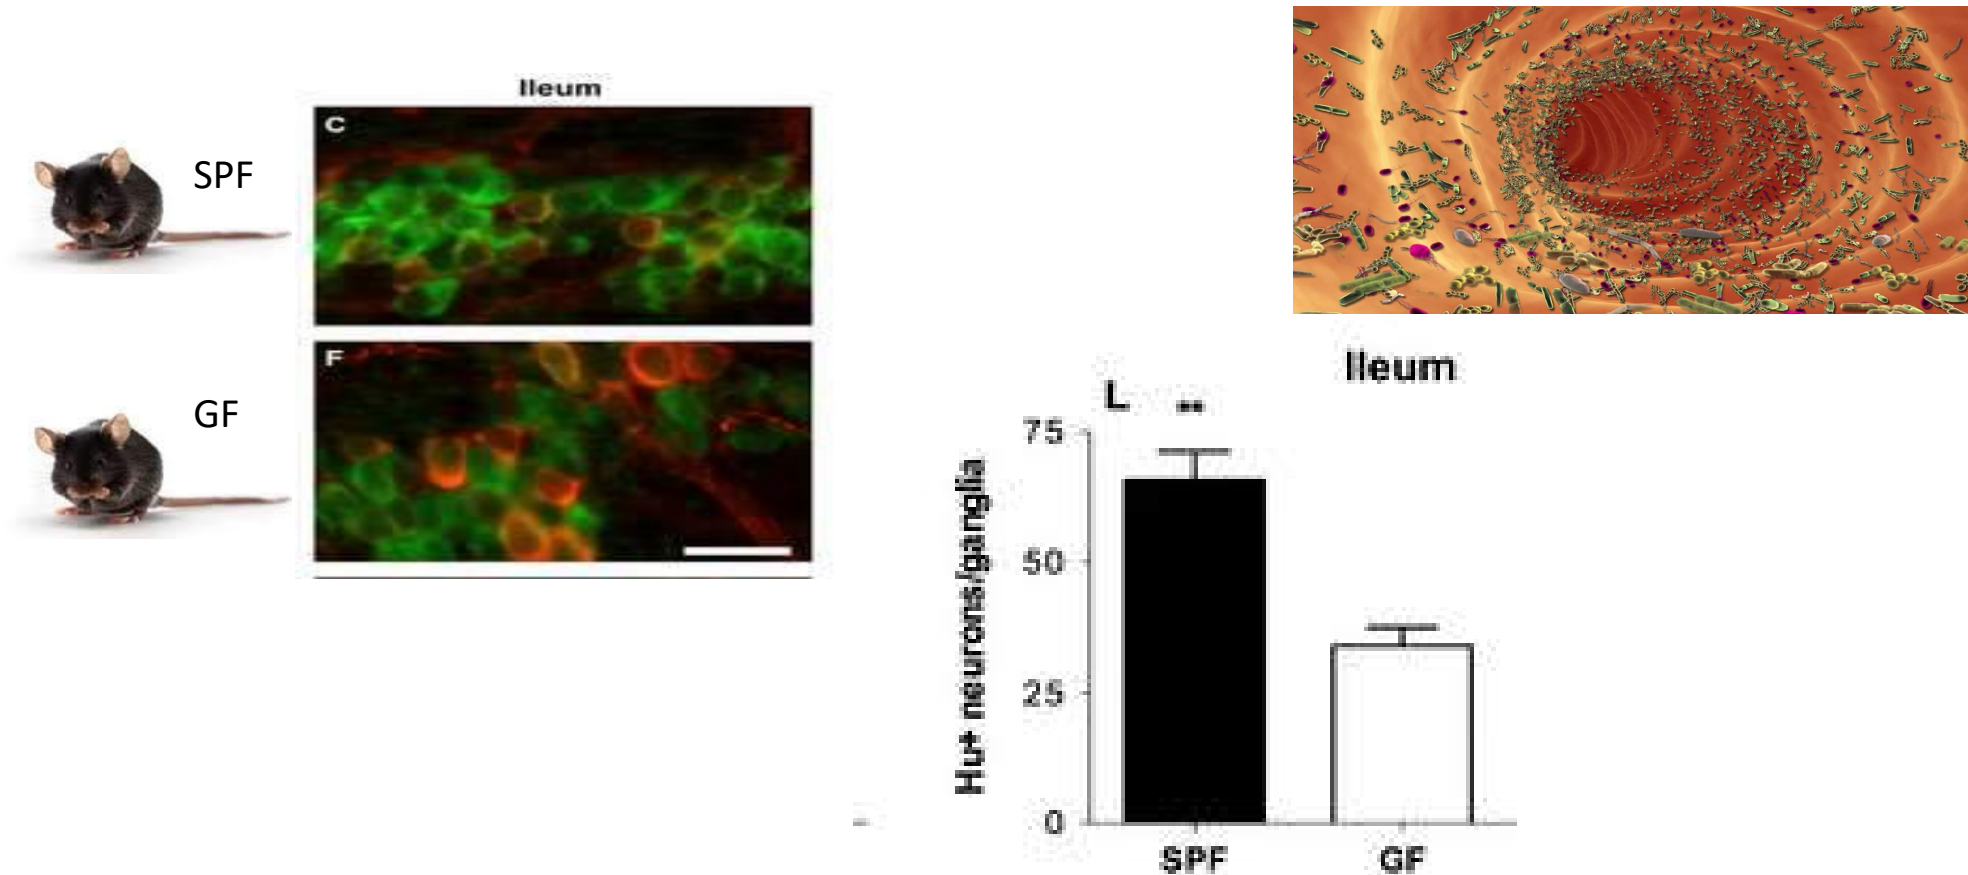 Ileum
C
SPF
F
GF
Ileum
L **
75
50
25
0
Hu+ neurons/ganglia
SPF
GF